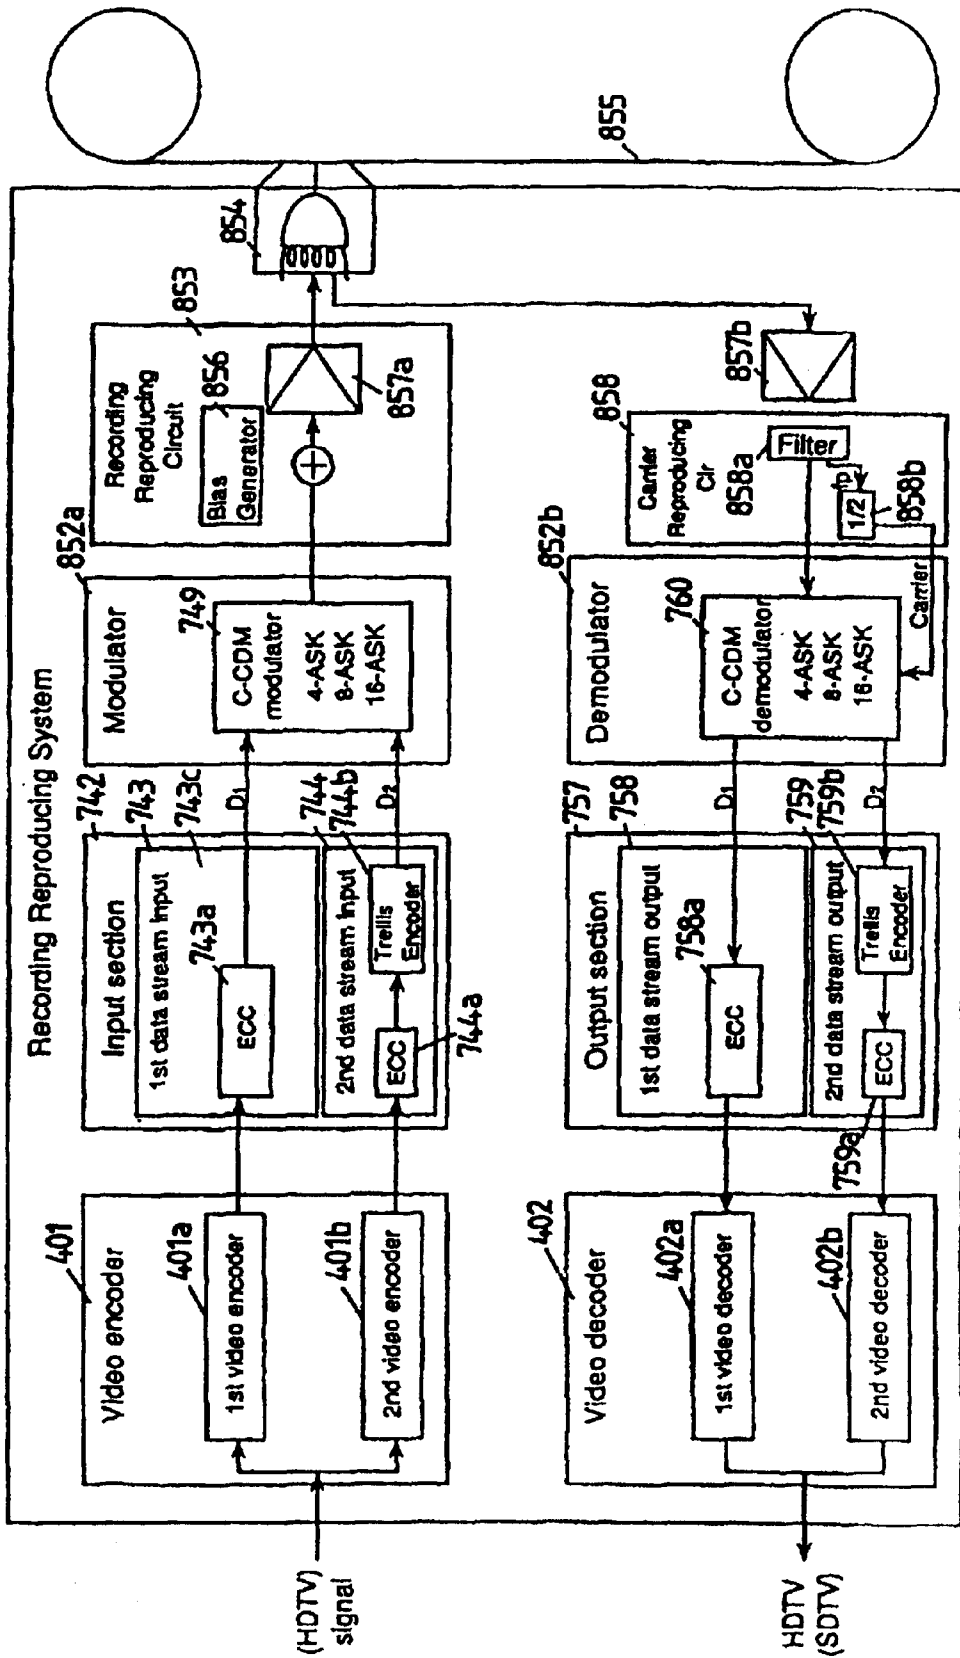 Recording Reproducing System
(HDTV)
signal
401
Video encoder
401a
1st video encoder
401b
2nd video encoder
742
Input section
743
743c
1st data stream input
743a
ECC
744
744b
2nd data stream input
ECC
744a
Trellis
Encoder
D1
D2
852a
Modulator
749
C-CDM
modulator
4-ASK
8-ASK
16-ASK
853
Recording
Reproducing
Circuit
856
Bias
Generator
857a
854
855
HDTV
(SDTV)
402
Video decoder
402a
1st video decoder
402b
2nd video decoder
757
Output section
758
1st data stream output
758a
ECC
759
759b
2nd data stream output
ECC
759a
Trellis
Encoder
D1
D2
852b
Demodulator
760
C-CDM
demodulator
4-ASK
8-ASK
16-ASK
Carrier
858
Carrier
Reproducing
Cir
858a
Filter
fp
1/2
858b
857b